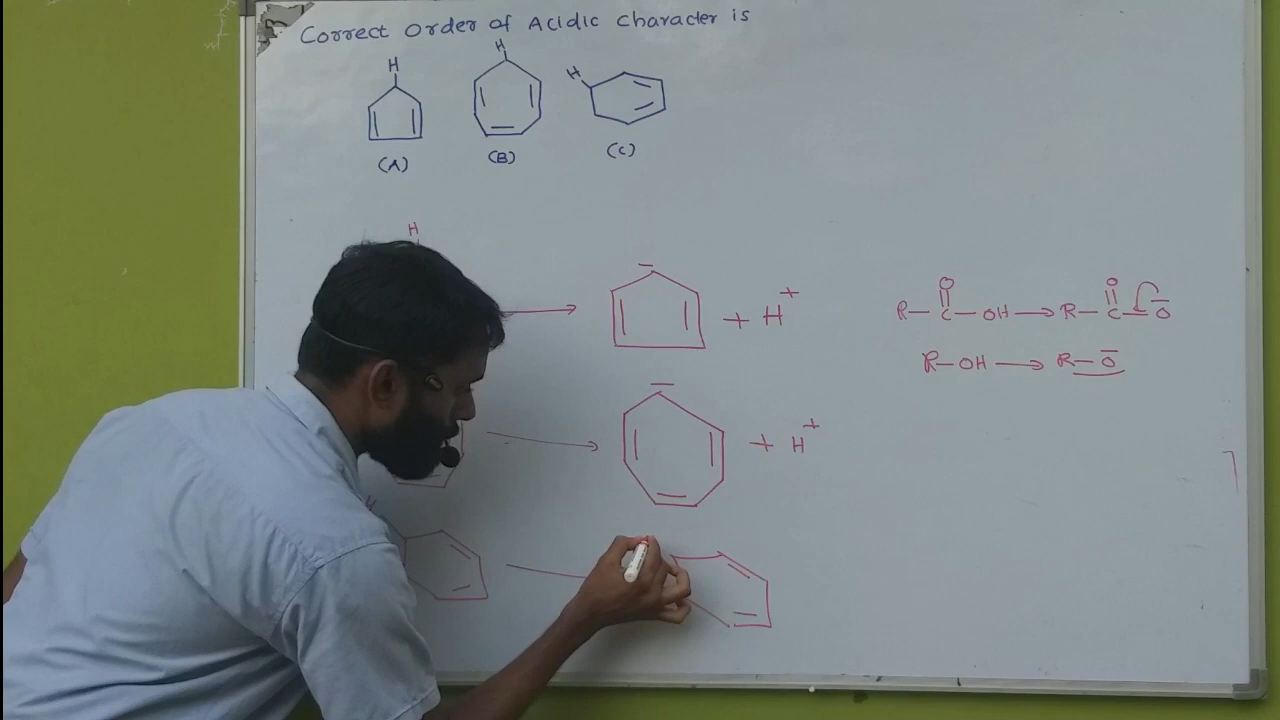 Correct Order of Acidic Character is
H H H
(A) (B) (C)
H
+ H+
R-C-OH → R-C-O
O O
R-OH → R-O
+ H+
H